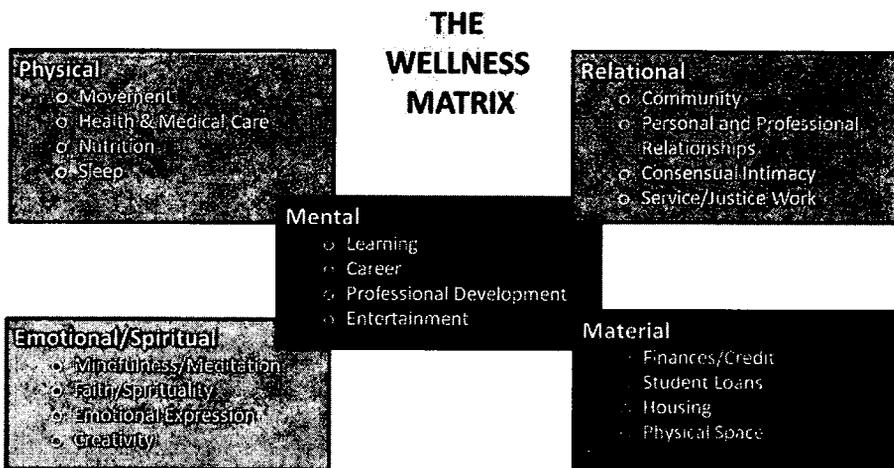 THE
WELLNESS
MATRIX
Physical
o Movement
o Health & Medical Care
o Nutrition
o Sleep
Relational
o Community
o Personal and Professional
Relationships
o Consensual Intimacy
o Service/Justice Work
Mental
o Learning
o Career
o Professional Development
o Entertainment
Emotional/Spiritual
o Mindfulness/Meditation
o Faith/Spirituality
o Emotional Expression
o Creativity
Material
Finances/Credit
Student Loans
Housing
Physical Space